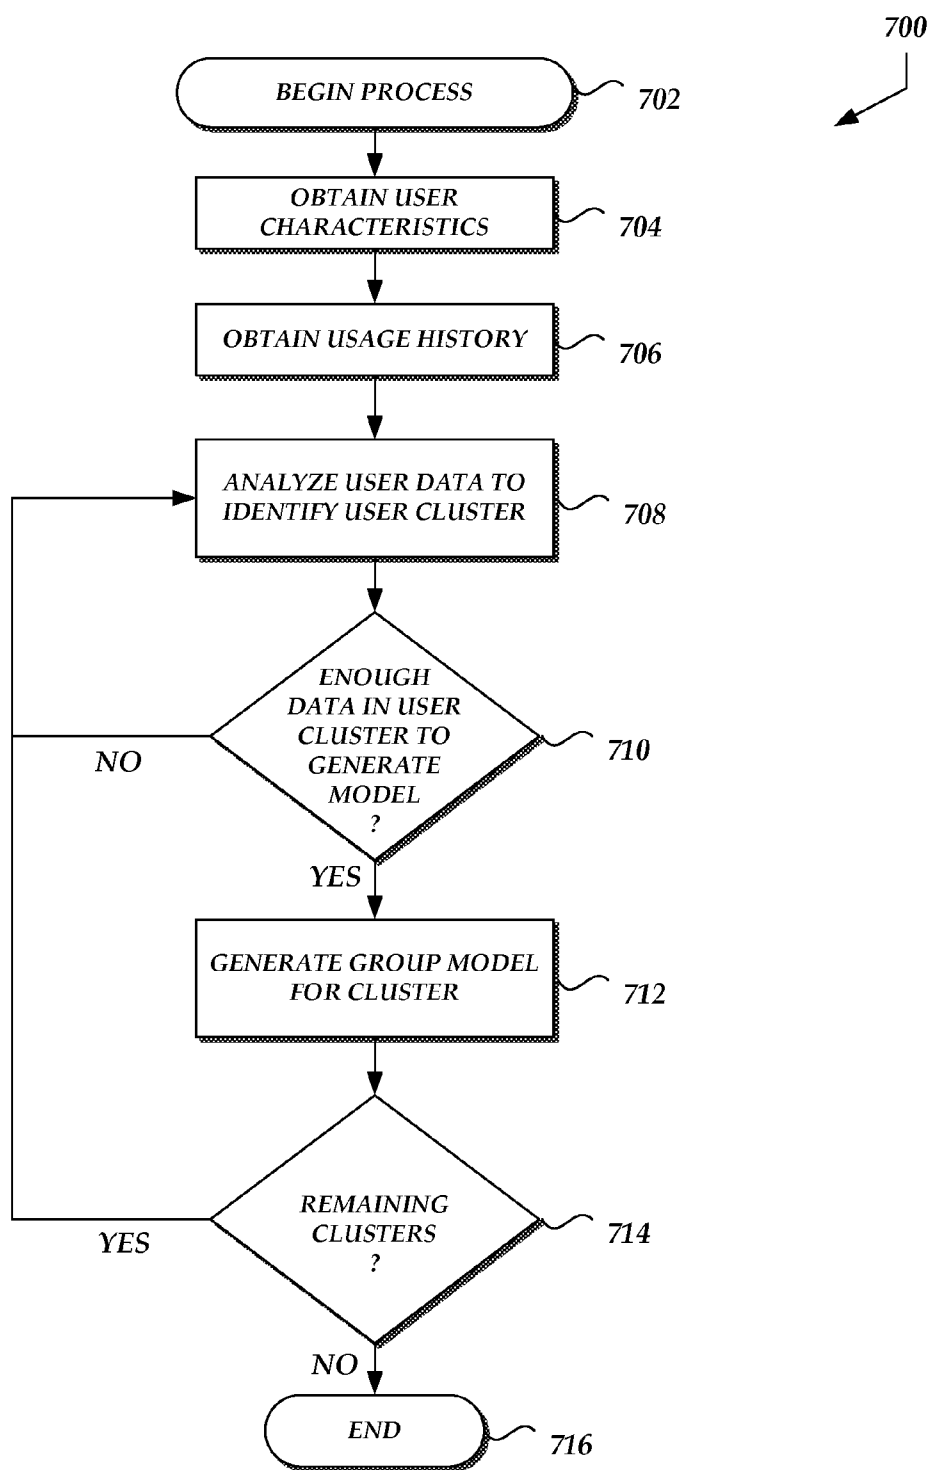 700
BEGIN PROCESS
702
OBTAIN USER
CHARACTERISTICS
704
OBTAIN USAGE HISTORY
706
ANALYZE USER DATA TO
IDENTIFY USER CLUSTER
708
ENOUGH
DATA IN USER
CLUSTER TO
GENERATE
MODEL
?
710
NO
YES
GENERATE GROUP MODEL
FOR CLUSTER
712
REMAINING
CLUSTERS
?
714
YES
NO
END
716